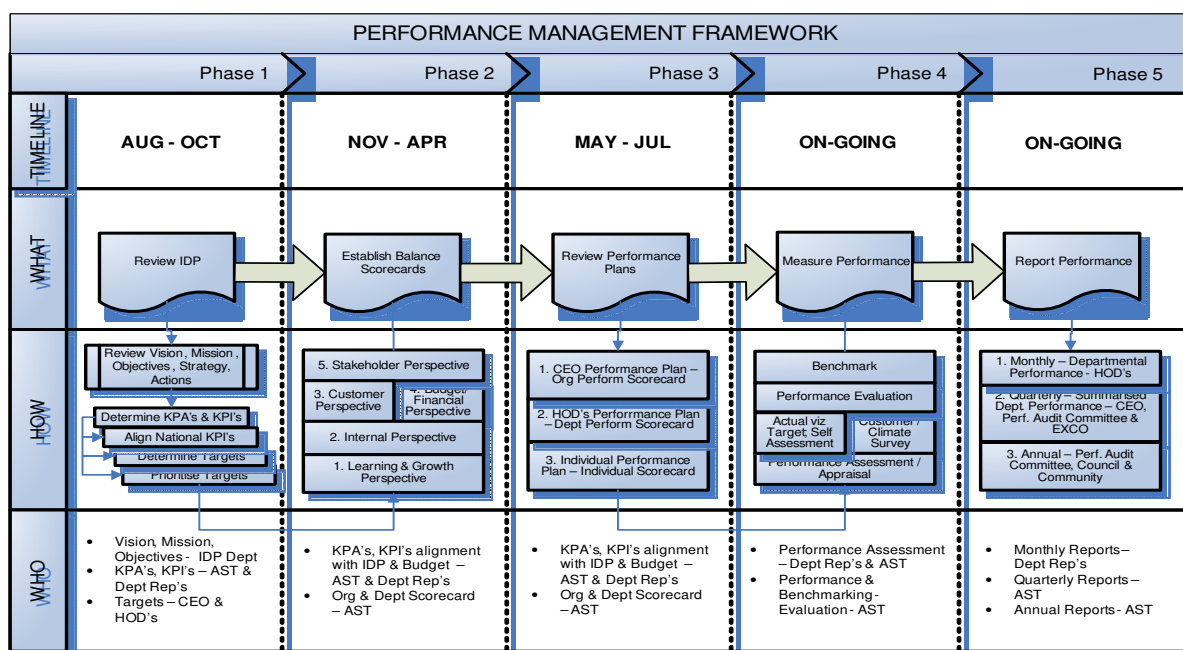 PERFORMANCE MANAGEMENT FRAMEWORK
Phase 1
Phase 2
Phase 3
Phase 4
Phase 5
TIMELINE
AUG - OCT
NOV - APR
MAY - JUL
ON-GOING
ON-GOING
WHAT
Review IDP
Establish Balance
Scorecards
Review Performance
Plans
Measure Performance
Report Performance
HOW
Review Vision, Mission,
Objectives, Strategy,
Actions
Determine KPA's & KPI's
Align National KPI's
Determine Targets
Prioritise Targets
5. Stakeholder Perspective
3. Customer
Perspective
4. Budget/
Financial
Perspective
2. Internal Perspective
1. Learning & Growth
Perspective
1. CEO Performance Plan –
Org Perform Scorecard
2. HOD's Performance Plan
– Dept Perform Scorecard
3. Individual Performance
Plan – Individual Scorecard
Benchmark
Performance Evaluation
Actual viz
Target; Self
Assessment
Customer /
Climate
Survey
Performance Assessment /
Appraisal
1. Monthly – Departmental
Performance - HOD's
2. Quarterly – Summarised
Dept. Performance – CEO,
Perf. Audit Committee &
EXCO
3. Annual – Perf. Audit
Committee, Council &
Community
WHO
• Vision, Mission,
Objectives - IDP Dept
• KPA's, KPI's – AST &
Dept Rep's
• Targets – CEO &
HOD's
• KPA's, KPI's alignment
with IDP & Budget –
AST & Dept Rep's
• Org & Dept Scorecard
– AST
• KPA's, KPI's alignment
with IDP & Budget
– AST & Dept Rep's
• Org & Dept Scorecard
– AST
• Performance Assessment
– Dept Rep's & AST
• Performance &
Benchmarking -
Evaluation - AST
• Monthly Reports –
Dept Rep's
• Quarterly Reports –
AST
• Annual Reports - AST